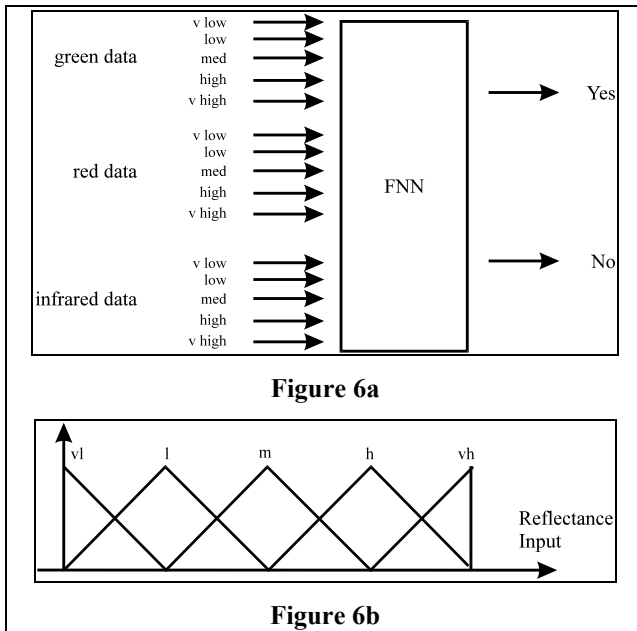 v low
low
green data
med
high
v high
Yes
v low
low
red data
med
high
v high
FNN
v low
low
infrared data
med
high
v high
No
Figure 6a
vl l m h vh
Reflectance
Input
Figure 6b